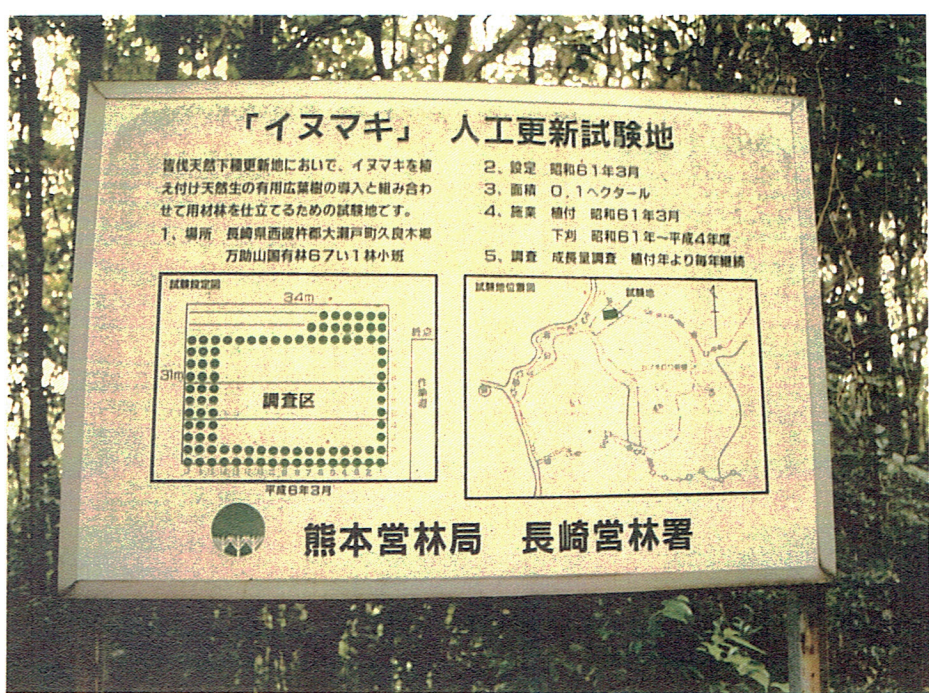 「イヌマキ」 人工更新試験地
皆伐天然下種更新地において、イヌマキを植
え付け天然生の有用広葉樹の導入と組み合わ
せて用材林を仕立てるための試験地です。
1、場所 長崎県西彼杵郡大瀬戸町久良木郷
万助山国有林67い1林小班
2、設定 昭和61年3月
3、面積 0,1ヘクタール
4、施業 植付 昭和61年3月
下刈 昭和61年~平成4年度
5、調査 成長量調査 植付年より毎年継続
試験設定図
34m
31m
調査区
終点
作業道
平成6年3月
試験地位置図
試験地
熊本営林局 長崎営林署